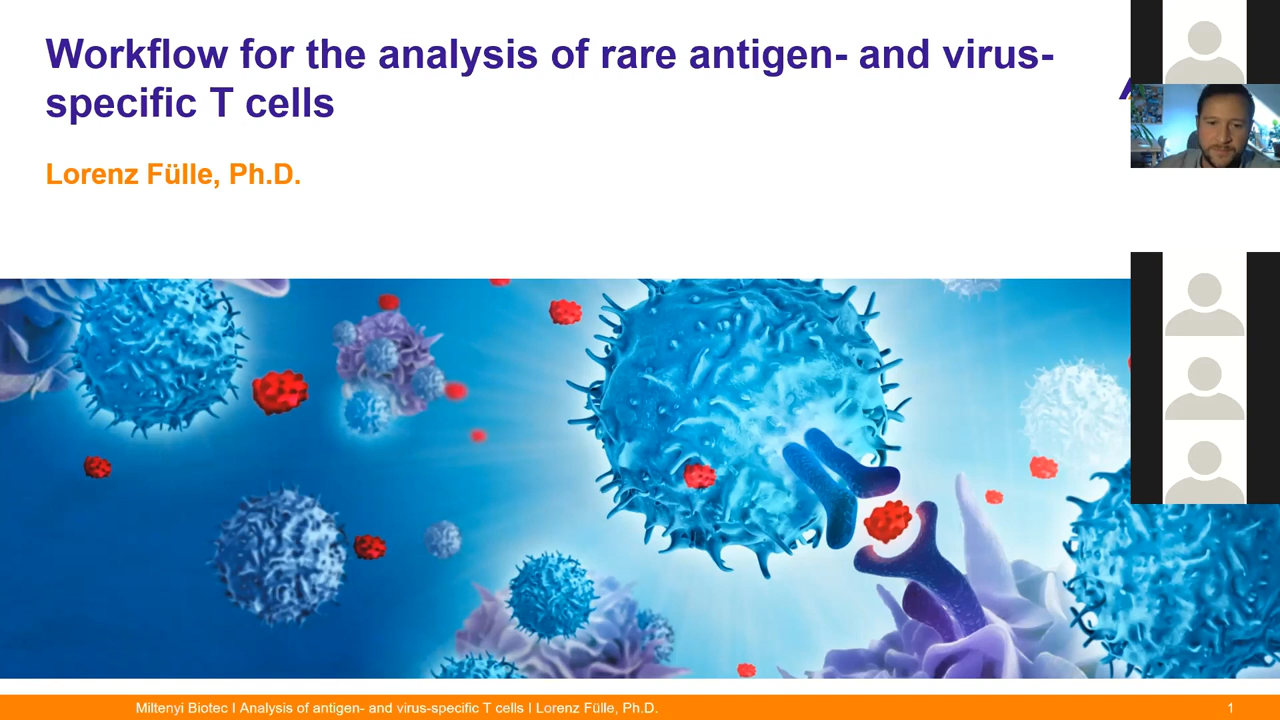 Workflow for the analysis of rare antigen- and virus-
specific T cells
Lorenz Fülle, Ph.D.
Miltenyi Biotec I Analysis of antigen- and virus-specific T cells I Lorenz Fülle, Ph.D.
1